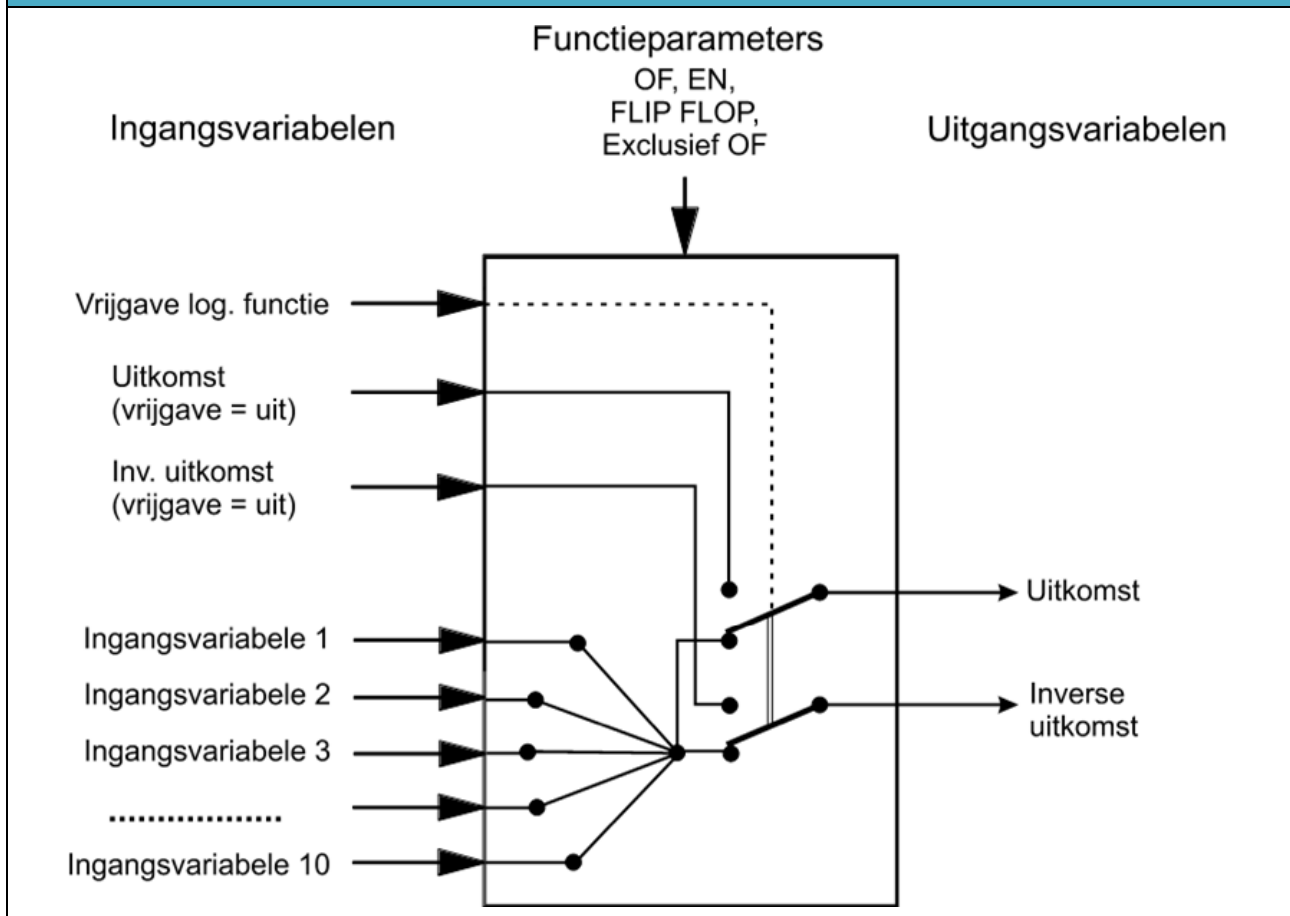 Functieparameters
OF, EN,
FLIP FLOP,
Exclusief OF
Ingangsvariabelen
Uitgangsvariabelen
Vrijgave log. functie
Uitkomst
(vrijgave = uit)
Inv. uitkomst
(vrijgave = uit)
Ingangsvariabele 1
Ingangsvariabele 2
Ingangsvariabele 3
..................
Ingangsvariabele 10
Uitkomst
Inverse
uitkomst